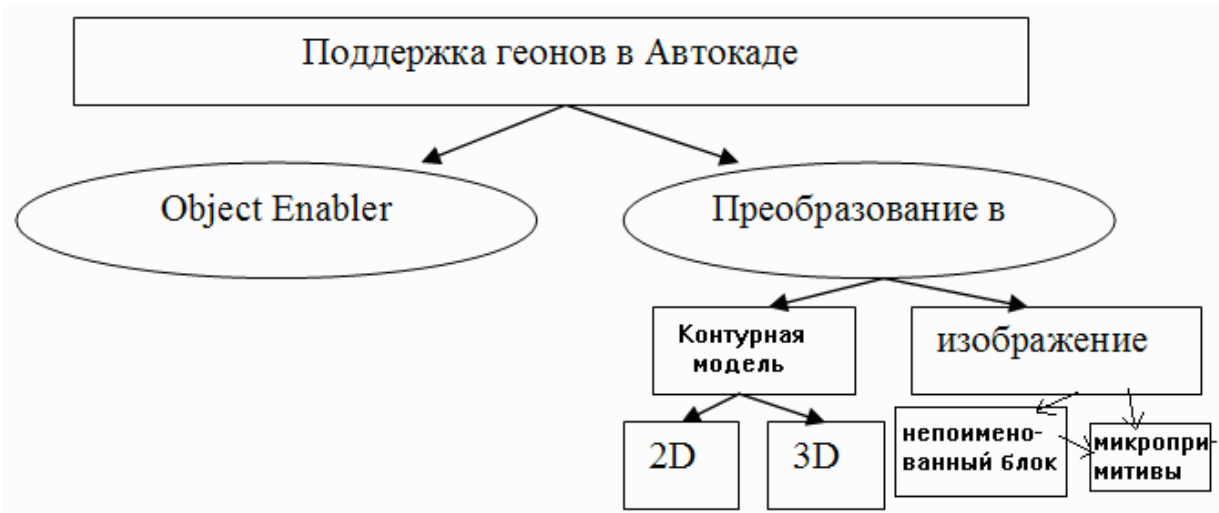 Поддержка геонов в Автокаде
Object Enabler
Преобразование в
Контурная
модель
изображение
2D
3D
непоимено-
ванный блок
микропри-
митивы